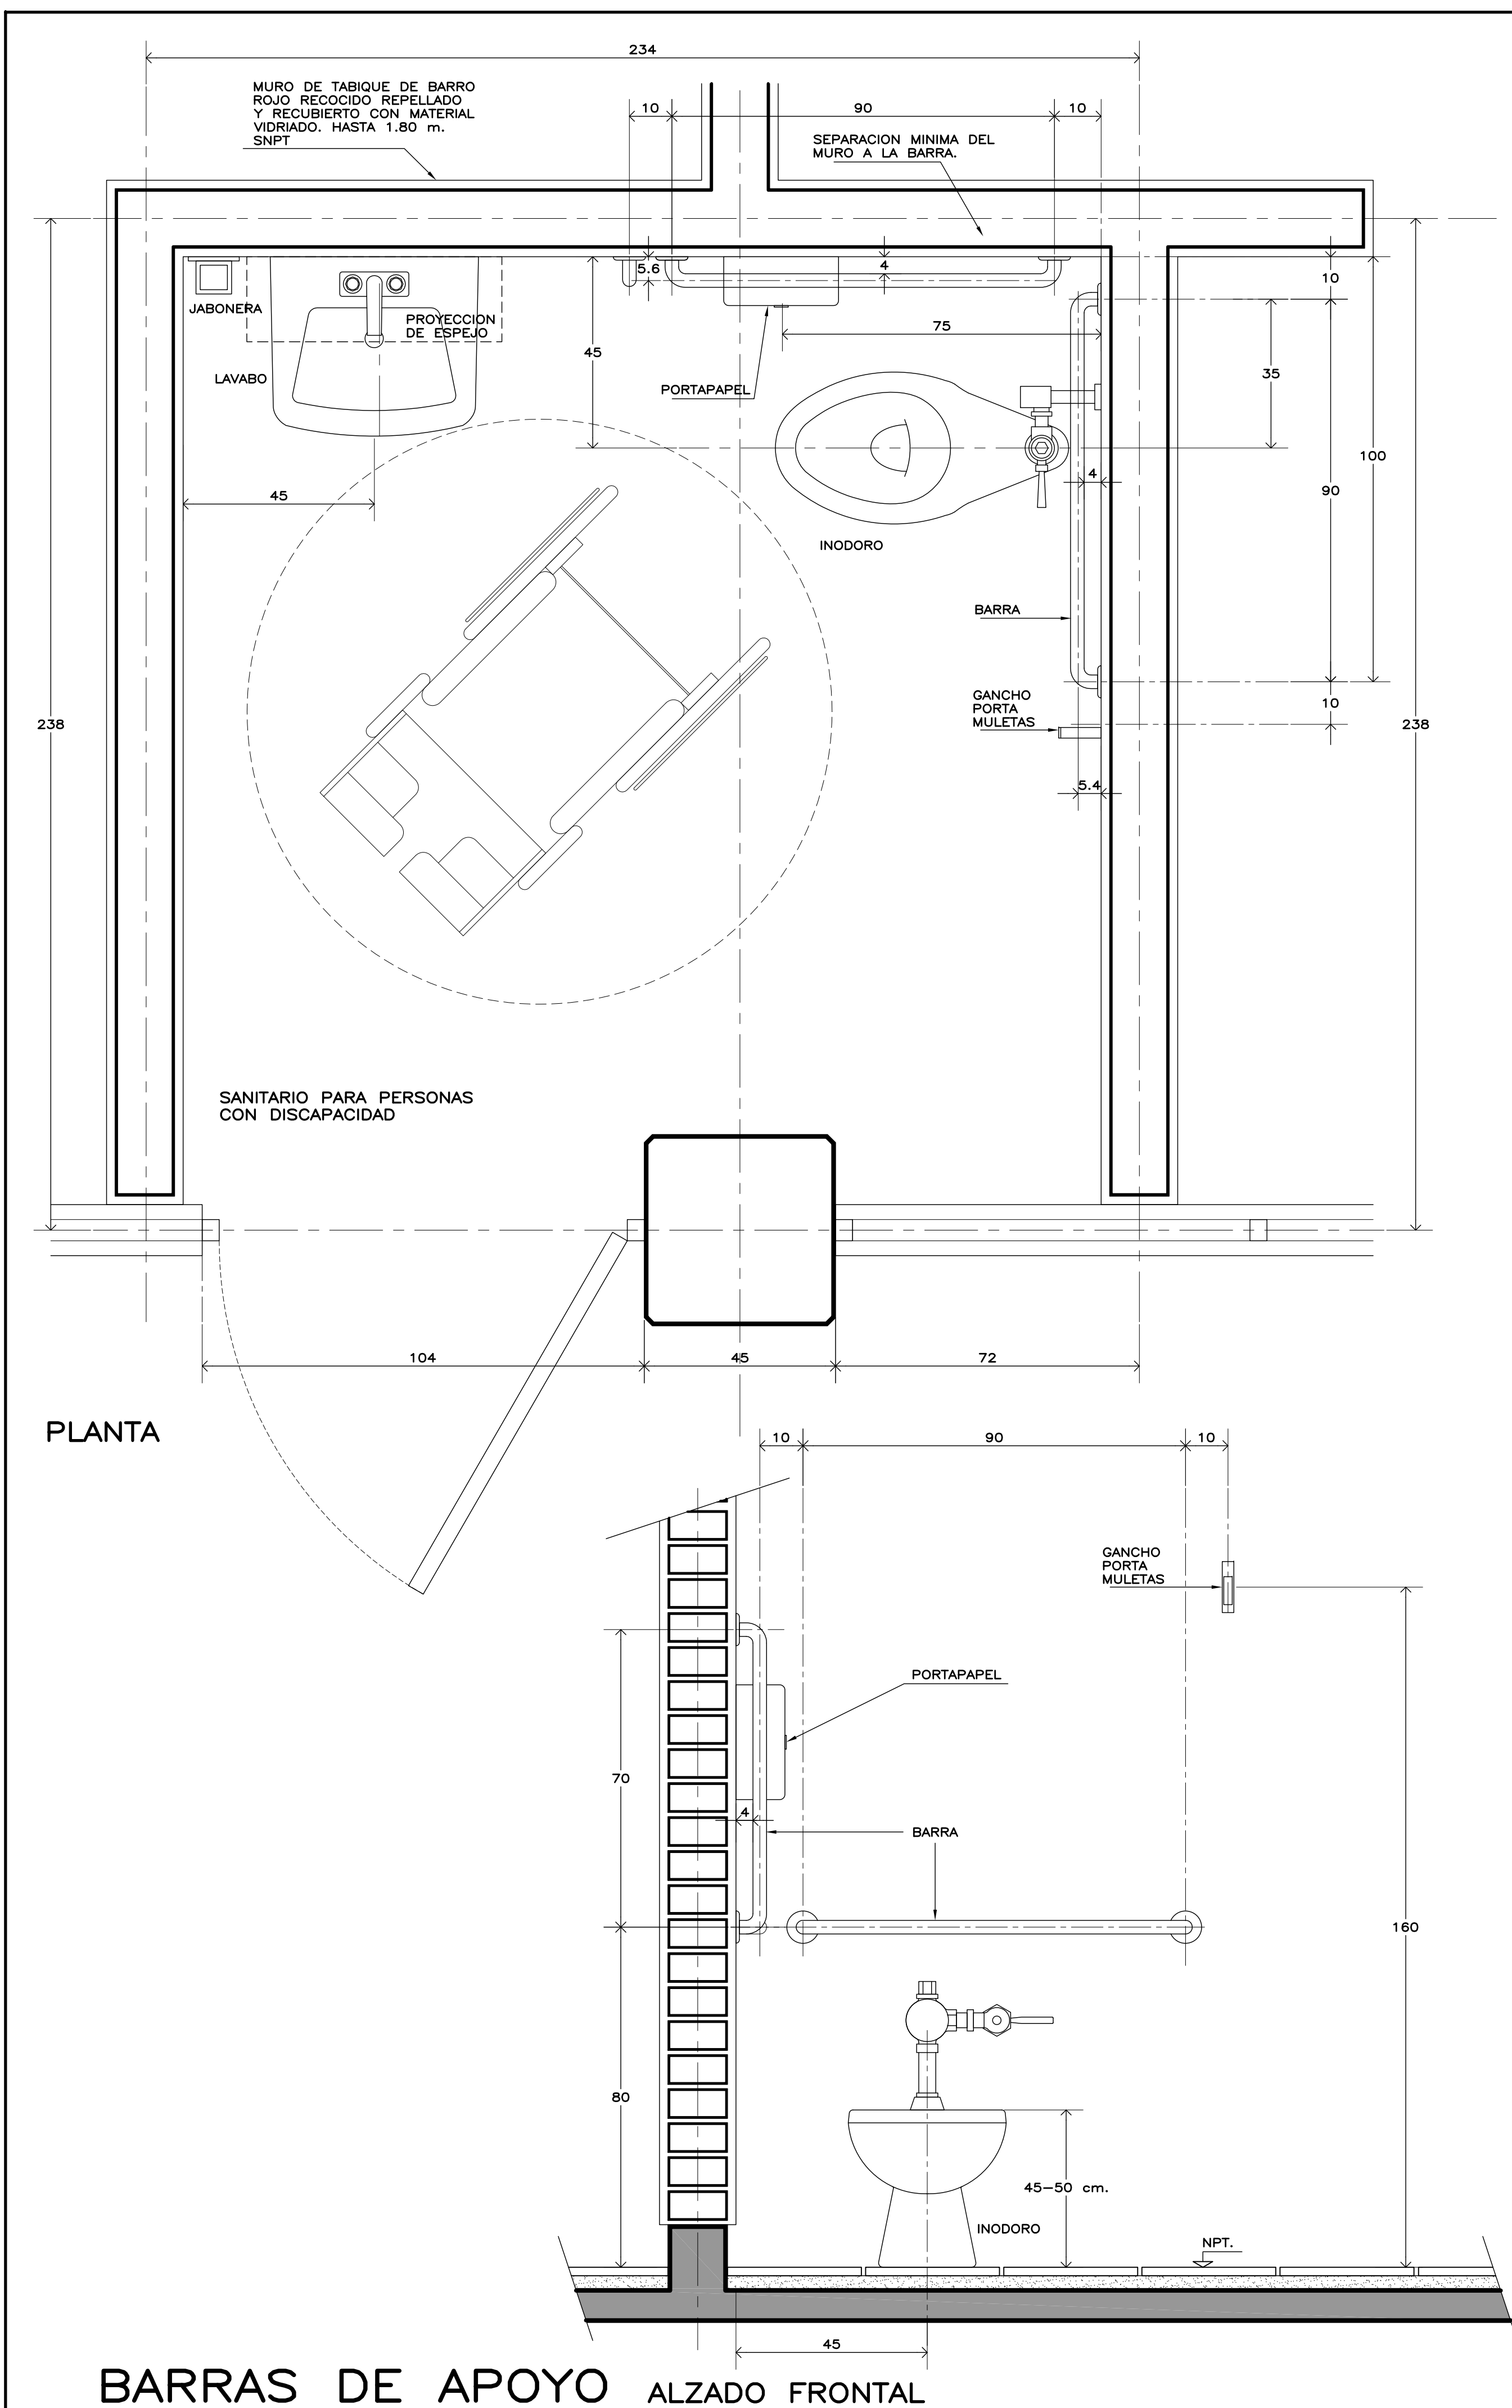 234
MURO DE TABIQUE DE BARRO
ROJO RECOCIDO REPELLADO
Y RECUBIERTO CON MATERIAL
VIDRIADO. HASTA 1.80 m.
SNPT
10
90
10
SEPARACION MINIMA DEL
MURO A LA BARRA.
5.6
4
10
JABONERA
PROYECCION
DE ESPEJO
75
45
35
LAVABO
PORTAPAPEL
100
4
90
45
INODORO
BARRA
GANCHO
PORTA
MULETAS
10
238
238
5.4
SANITARIO PARA PERSONAS
CON DISCAPACIDAD
104
45
72
PLANTA
10
90
10
GANCHO
PORTA
MULETAS
PORTAPAPEL
70
4
BARRA
160
80
45-50 cm.
INODORO
NPT.
45
BARRAS DE APOYO ALZADO FRONTAL